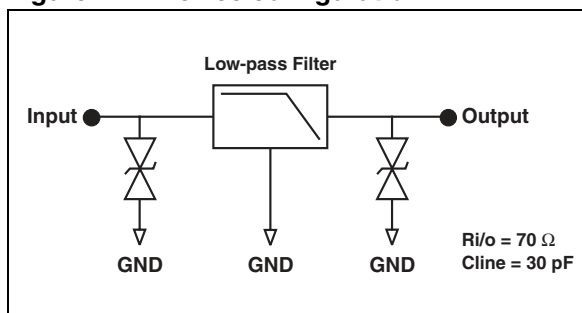 Low-pass Filter
Input
Output
GND
GND
GND
Ri/o = 70 Ω
Cline = 30 pF